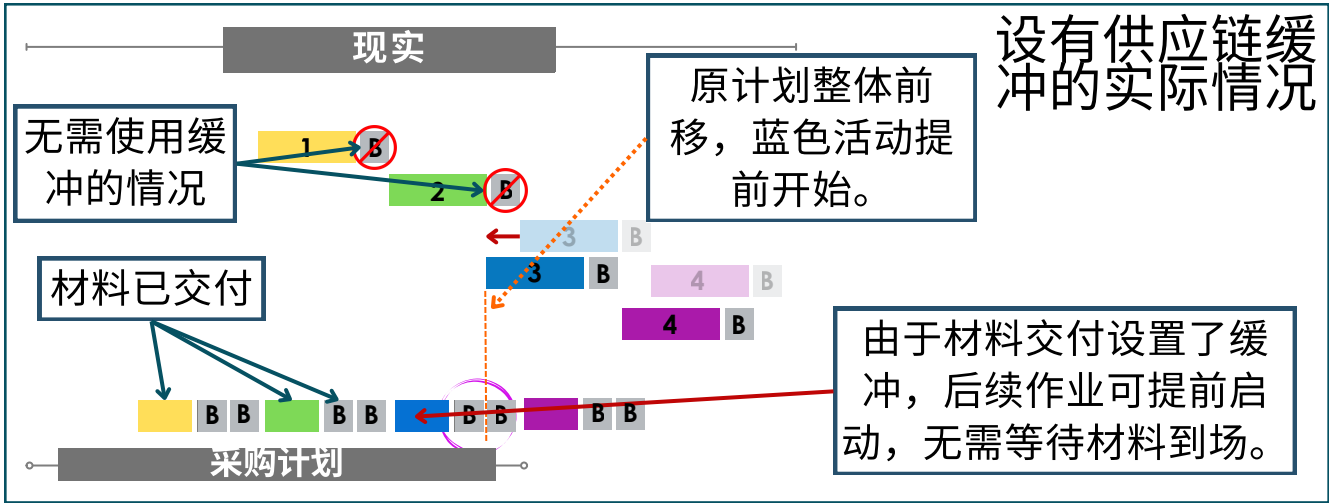 设有供应链缓
冲的实际情况
现实
原计划整体前
移，蓝色活动提
前开始。
无需使用缓
冲的情况
1 B
2 B
3 B
3 B
4 B
4 B
材料已交付
由于材料交付设置了缓
冲，后续作业可提前启
动，无需等待材料到场。
B B B B B B B B
采购计划